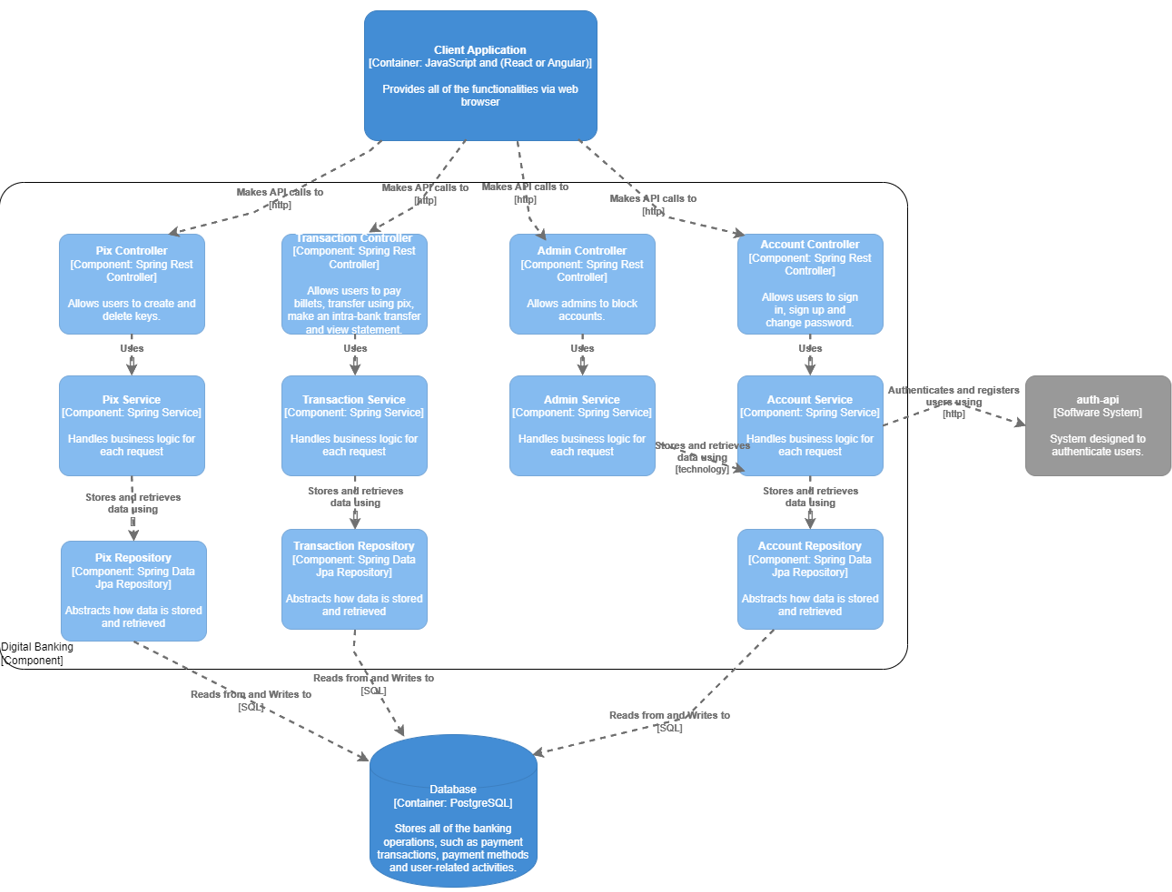 Client Application
[Container: JavaScript and (React or Angular)]
Provides all of the functionalities via web
browser
Makes API calls to
[http]
Makes API calls to
[http]
Makes API calls to
[http]
Makes API calls to
[http]
Pix Controller
[Component: Spring Rest
Controller]
Allows users to create and
delete keys.
Transaction Controller
[Component: Spring Rest
Controller]
Allows users to pay
billets, transfer using pix,
make an intra-bank transfer
and view statement.
Admin Controller
[Component: Spring Rest
Controller]
Allows admins to block
accounts.
Account Controller
[Component: Spring Rest
Controller]
Allows users to sign
in, sign up and
change password.
Uses
[]
Uses
[]
Uses
[]
Uses
[]
Pix Service
[Component: Spring Service]
Handles business logic for
each request
Transaction Service
[Component: Spring Service]
Handles business logic for
each request
Admin Service
[Component: Spring Service]
Handles business logic for
each request
Account Service
[Component: Spring Service]
Handles business logic for
each request
Authenticates and registers
users using
[http]
auth-api
[Software System]
System designed to
authenticate users.
Stores and retrieves
data using
[technology]
Stores and retrieves
data using
[]
Stores and retrieves
data using
[]
Stores and retrieves
data using
[]
Pix Repository
[Component: Spring Data
Jpa Repository]
Abstracts how data is stored
and retrieved
Transaction Repository
[Component: Spring Data
Jpa Repository]
Abstracts how data is stored
and retrieved
Account Repository
[Component: Spring Data
Jpa Repository]
Abstracts how data is stored
and retrieved
Digital Banking
[Component]
Reads from and Writes to
[SQL]
Reads from and Writes to
[SQL]
Reads from and Writes to
[SQL]
Database
[Container: PostgreSQL]
Stores all of the banking
operations, such as payment
transactions, payment methods
and user-related activities.